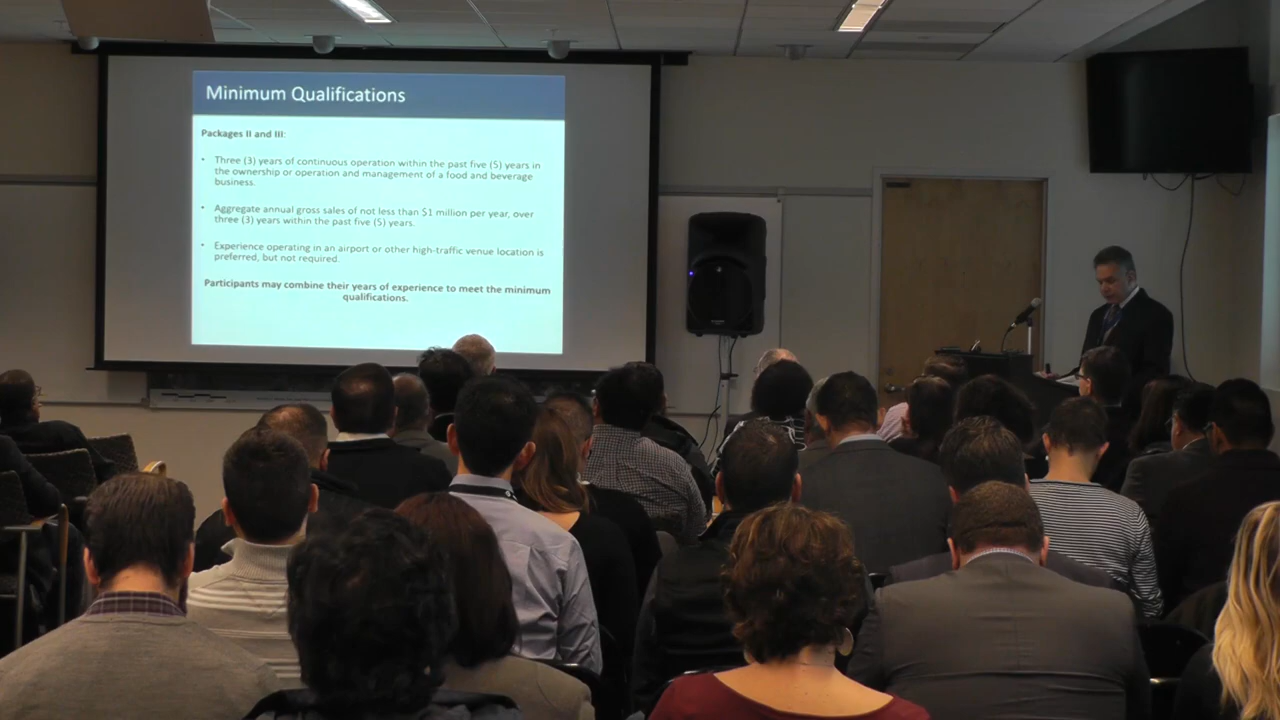 Minimum Qualifications
Packages II and III:
• Three (3) years of continuous operation within the past five (5) years in
the ownership or operation and management of a food and beverage
business.
• Aggregate annual gross sales of not less than $1 million per year, over
three (3) years within the past five (5) years.
• Experience operating in an airport or other high-traffic venue location is
preferred, but not required.
Participants may combine their years of experience to meet the minimum
qualifications.